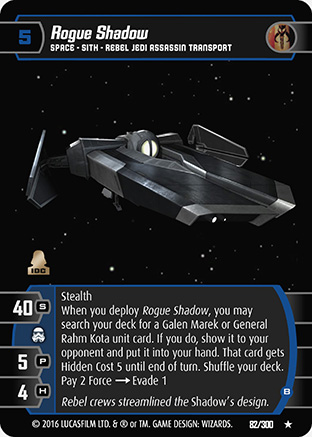 5
Rogue Shadow
SPACE - SITH - REBEL JEDI ASSASSIN TRANSPORT
IDC
40 S
5 P
4 H
Stealth
When you deploy Rogue Shadow, you may
search your deck for a Galen Marek or General
Rahm Kota unit card. If you do, show it to your
opponent and put it into your hand. That card gets
Hidden Cost 5 until end of turn. Shuffle your deck.
Pay 2 Force → Evade 1
B
Rebel crews streamlined the Shadow's design.
© 2016 LUCASFILM LTD. & ® or TM. GAME DESIGN: WIZARDS. 82/300 ★